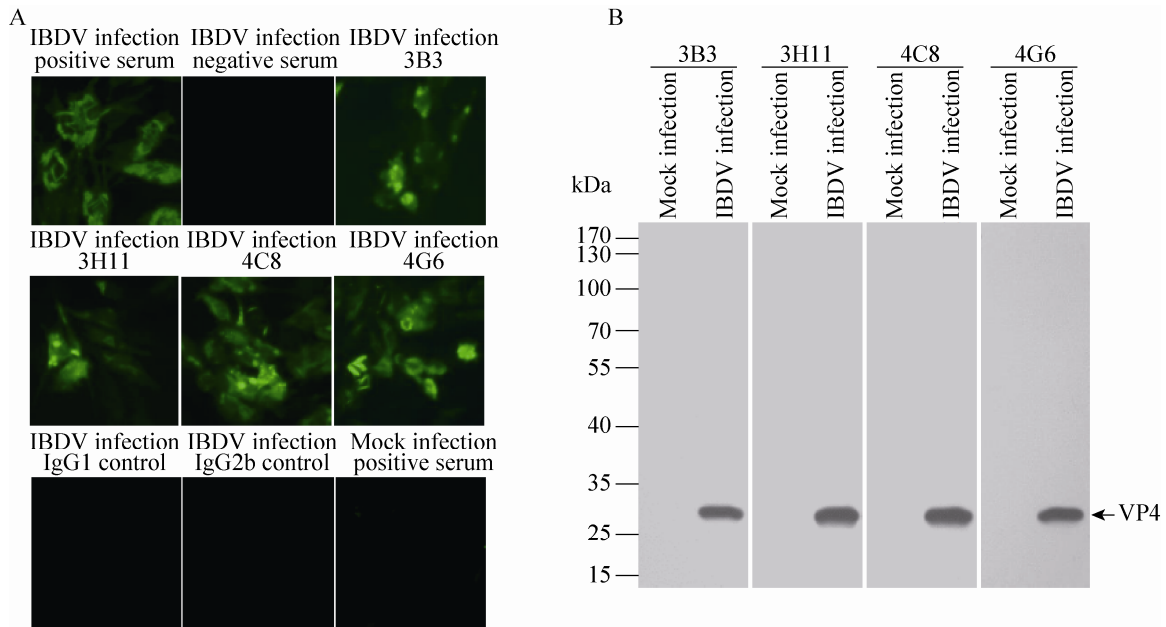 A
IBDV infection
positive serum
IBDV infection
negative serum
IBDV infection
3B3
IBDV infection
3H11
IBDV infection
4C8
IBDV infection
4G6
IBDV infection
IgG1 control
IBDV infection
IgG2b control
Mock infection
positive serum
B
3B3
3H11
4C8
4G6
Mock infection
IBDV infection
Mock infection
IBDV infection
Mock infection
IBDV infection
Mock infection
IBDV infection
kDa
170
130
100
70
55
40
35
25
15
VP4